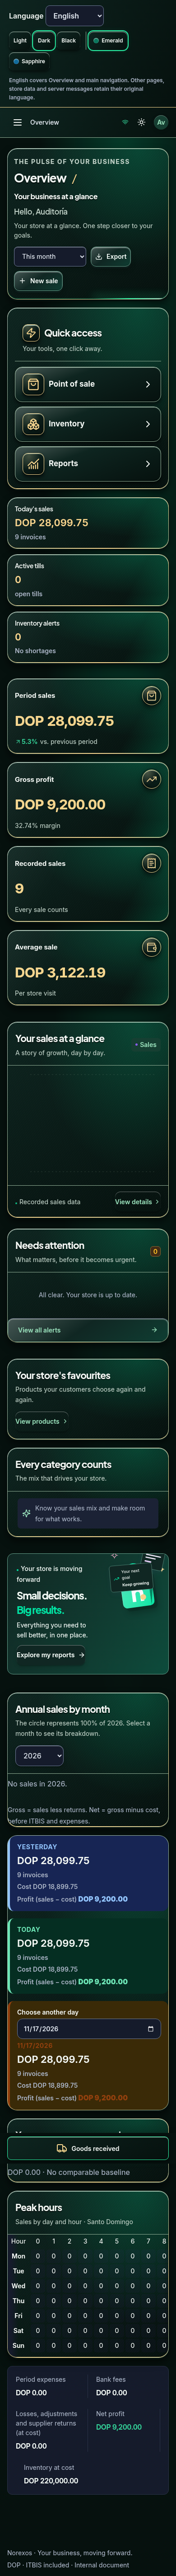 Language English
Light Dark Black Emerald
Sapphire
English covers Overview and main navigation. Other pages,
store data and server messages retain their original
language.
Overview Av
THE PULSE OF YOUR BUSINESS
Overview /
Your business at a glance
Hello, Auditoría
Your store at a glance. One step closer to your
goals.
This month Export
+ New sale
Quick access
Your tools, one click away.
Point of sale
Inventory
Reports
Today's sales
DOP 28,099.75
9 invoices
Active tills
0
open tills
Inventory alerts
0
No shortages
Period sales
DOP 28,099.75
5.3% vs. previous period
Gross profit
DOP 9,200.00
32.74% margin
Recorded sales
9
Every sale counts
Average sale
DOP 3,122.19
Per store visit
Your sales at a glance
Sales
A story of growth, day by day.
Recorded sales data View details
Needs attention 0
What matters, before it becomes urgent.
All clear. Your store is up to date.
View all alerts
Your store's favourites
Products your customers choose again and
again.
View products
Every category counts
The mix that drives your store.
Know your sales mix and make room
for what works.
Your store is moving
forward
Small decisions.
Big results.
Everything you need to
sell better, in one place.
Explore my reports
Your next
goal
Keep growing
Annual sales by month
The circle represents 100% of 2026. Select a
month to see its breakdown.
2026
No sales in 2026.
Gross = sales less returns. Net = gross minus cost,
before ITBIS and expenses.
YESTERDAY
DOP 28,099.75
9 invoices
Cost DOP 18,899.75
Profit (sales − cost) DOP 9,200.00
TODAY
DOP 28,099.75
9 invoices
Cost DOP 18,899.75
Profit (sales − cost) DOP 9,200.00
Choose another day
11/17/2026
11/17/2026
DOP 28,099.75
9 invoices
Cost DOP 18,899.75
Profit (sales − cost) DOP 9,200.00
Goods received
DOP 0.00 · No comparable baseline
Peak hours
Sales by day and hour · Santo Domingo
Hour 0 1 2 3 4 5 6 7 8
Mon 0 0 0 0 0 0 0 0 0
Tue 0 0 0 0 0 0 0 0 0
Wed 0 0 0 0 0 0 0 0 0
Thu 0 0 0 0 0 0 0 0 0
Fri 0 0 0 0 0 0 0 0 0
Sat 0 0 0 0 0 0 0 0 0
Sun 0 0 0 0 0 0 0 0 0
Period expenses
DOP 0.00
Bank fees
DOP 0.00
Losses, adjustments
and supplier returns
(at cost)
DOP 0.00
Net profit
DOP 9,200.00
Inventory at cost
DOP 220,000.00
Norexos · Your business, moving forward.
DOP · ITBIS included · Internal document